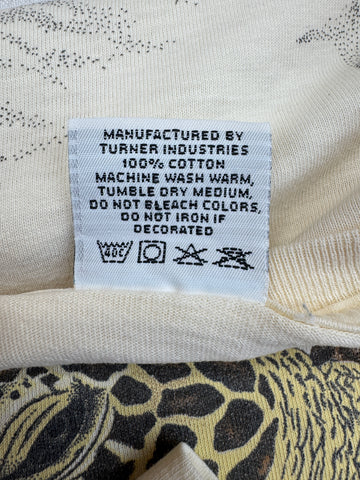 MANUFACTURED BY
TURNER INDUSTRIES
100% COTTON
MACHINE WASH WARM,
TUMBLE DRY MEDIUM,
DO NOT BLEACH COLORS,
DO NOT IRON IF
DECORATED
40C